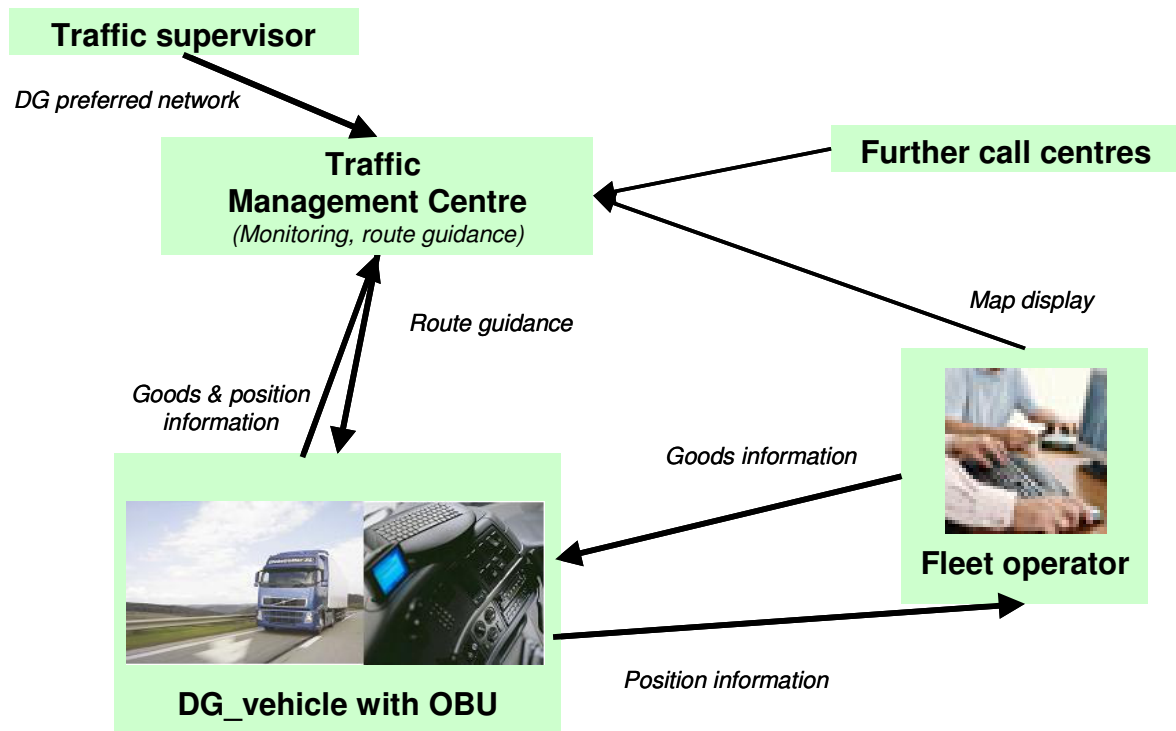 Traffic supervisor
DG preferred network
Traffic
Management Centre
(Monitoring, route guidance)
Further call centres
Map display
Route guidance
Goods & position
information
Goods information
Fleet operator
Position information
DG_vehicle with OBU